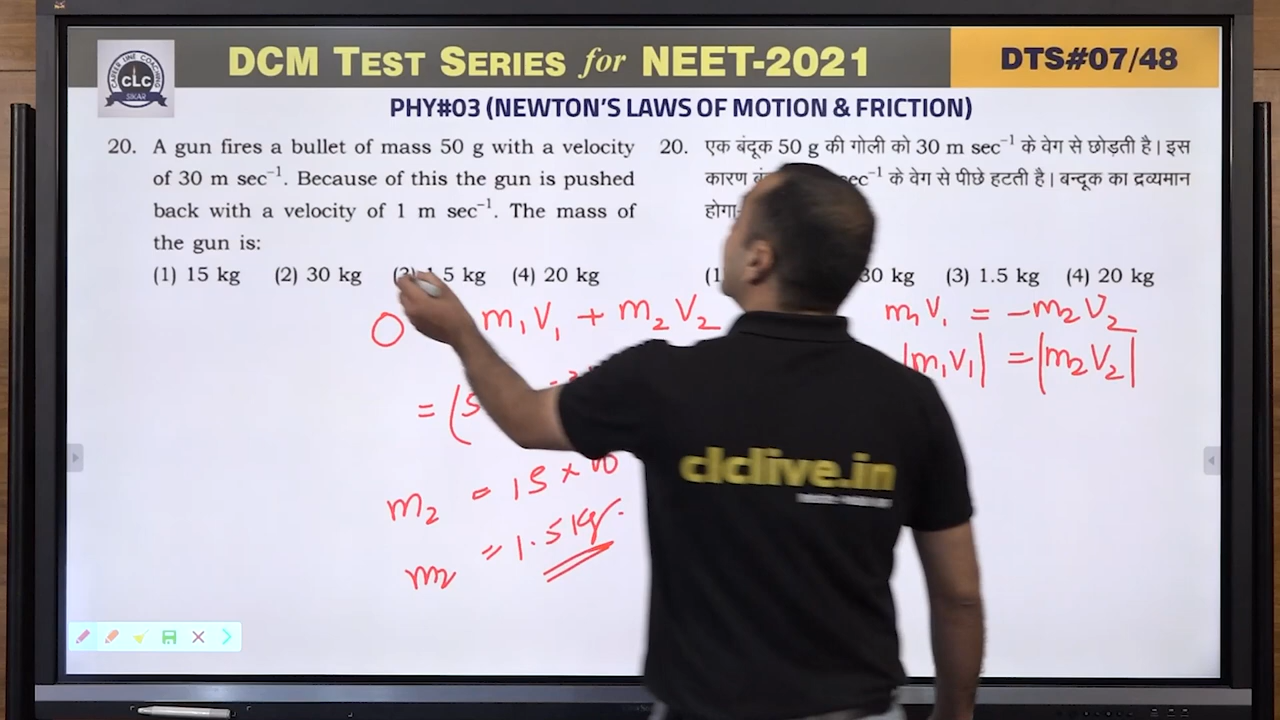 DCM TEST SERIES for NEET-2021
DTS#07/48
CAREER LINE COACHING
CLC
SIKAR
PHY#03 (NEWTON'S LAWS OF MOTION & FRICTION)
20. A gun fires a bullet of mass 50 g with a velocity
of 30 m sec⁻¹. Because of this the gun is pushed
back with a velocity of 1 m sec⁻¹. The mass of
the gun is:
(1) 15 kg (2) 30 kg (3) 1.5 kg (4) 20 kg
20. एक बंदूक 50 g की गोली को 30 m sec⁻¹ के वेग से छोड़ती है। इस
कारण sec⁻¹ के वेग से पीछे हटती है। बन्दूक का द्रव्यमान
होगा-
30 kg (3) 1.5 kg (4) 20 kg
0 m₁V₁ + m₂V₂
= (5
m₂ = 15 × 10
m₂ = 1.5 kg.
m₁V₁ = -m₂V₂
|m₁V₁| = |m₂V₂|
clclive.in